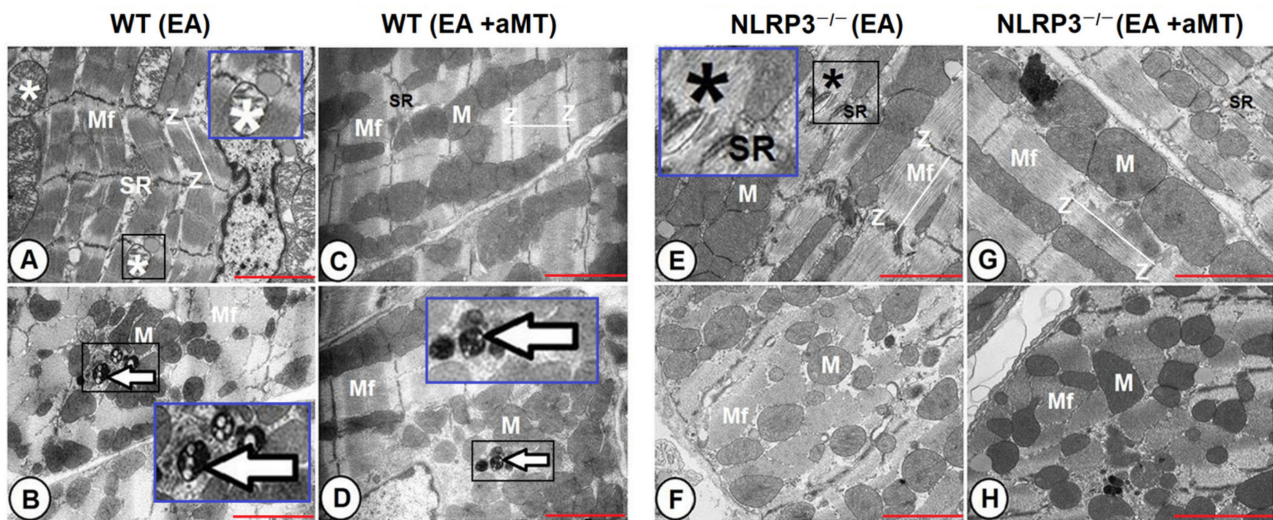 WT (EA)
WT (EA +aMT)
NLRP3−/− (EA)
NLRP3−/− (EA +aMT)
* * *
Mf
Z
Z
SR
A
SR
Mf
M
Z
Z
C
* *
SR
SR
M
Mf
Z
Z
E
SR
Mf
M
Z
Z
G
Mf
M
B
Mf
M
D
M
Mf
F
M
Mf
H